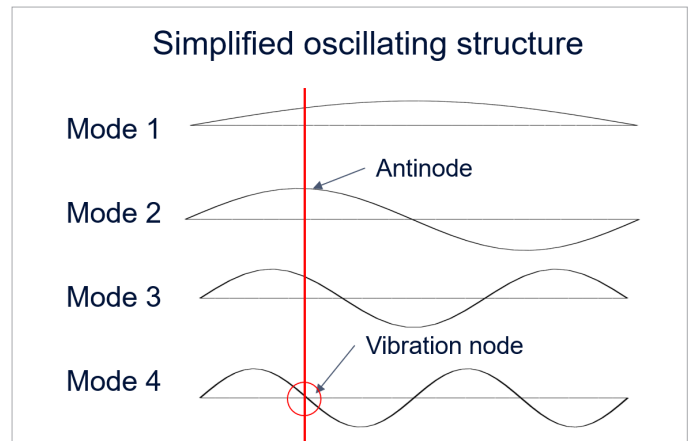 Simplified oscillating structure
Mode 1
Antinode
Mode 2
Mode 3
Vibration node
Mode 4